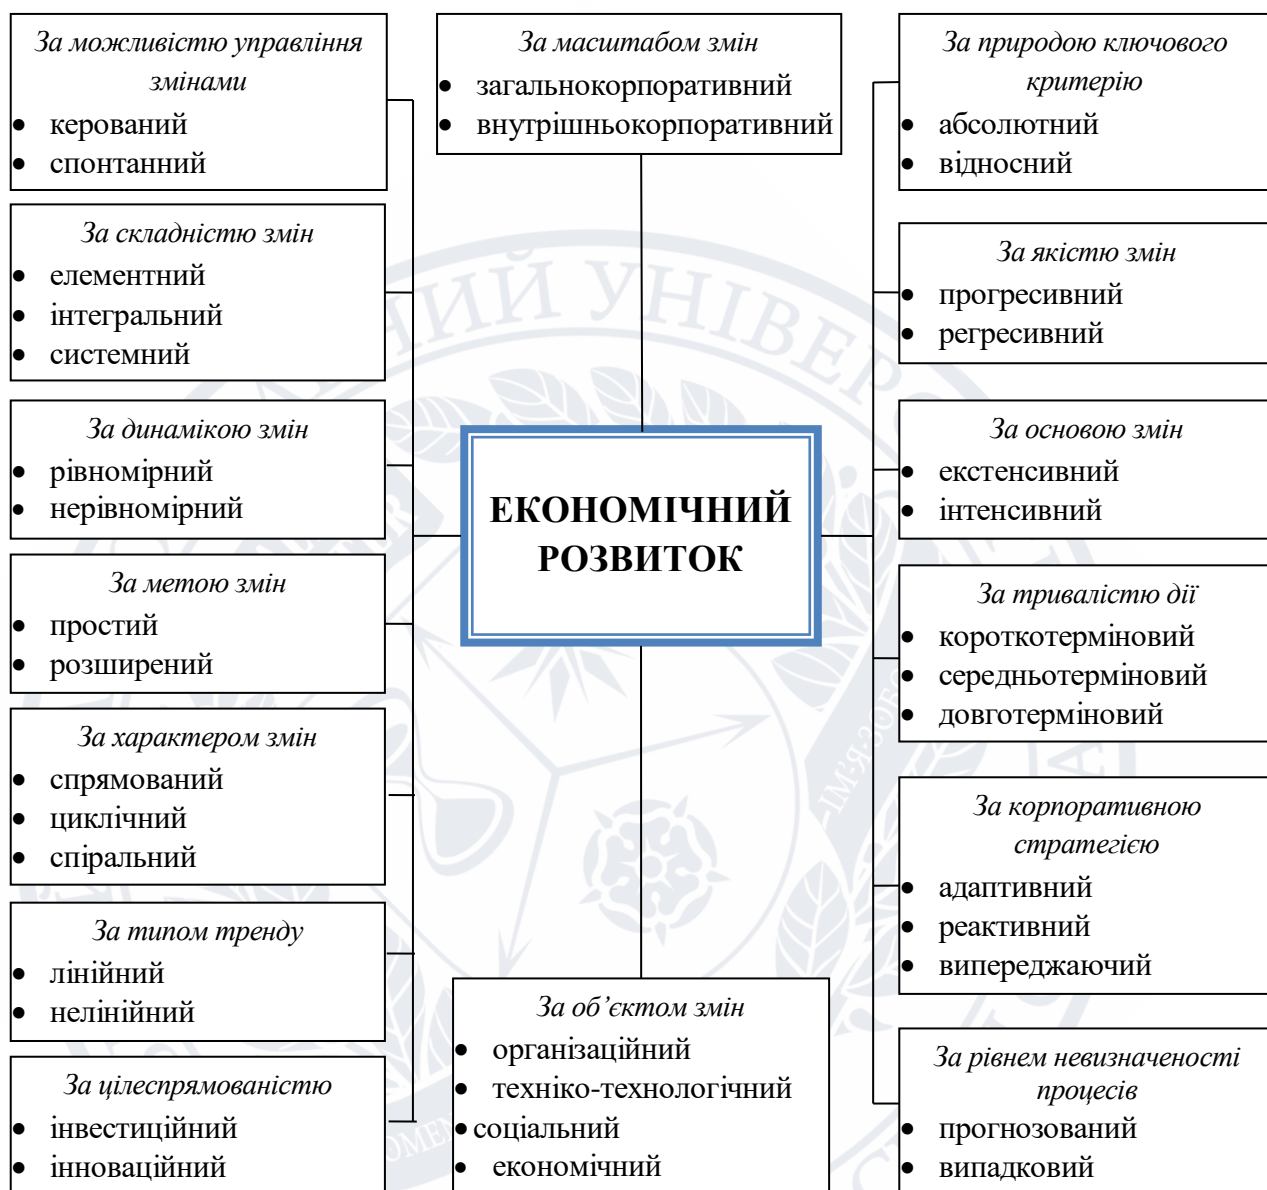 За можливістю управління
змінами
• керований
• спонтанний
За складністю змін
• елементний
• інтегральний
• системний
За динамікою змін
• рівномірний
• нерівномірний
За метою змін
• простий
• розширений
За характером змін
• спрямований
• циклічний
• спіральний
За типом тренду
• лінійний
• нелінійний
За цілеспрямованістю
• інвестиційний
• інноваційний
За масштабом змін
• загальнокорпоративний
• внутрішньокорпоративний
ЕКОНОМІЧНИЙ
РОЗВИТОК
За об’єктом змін
• організаційний
• техніко-технологічний
• соціальний
• економічний
За природою ключового
критерію
• абсолютний
• відносний
За якістю змін
• прогресивний
• регресивний
За основою змін
• екстенсивний
• інтенсивний
За тривалістю дії
• короткотерміновий
• середньотерміновий
• довготерміновий
За корпоративною
стратегією
• адаптивний
• реактивний
• випереджаючий
За рівнем невизначеності
процесів
• прогнозований
• випадковий